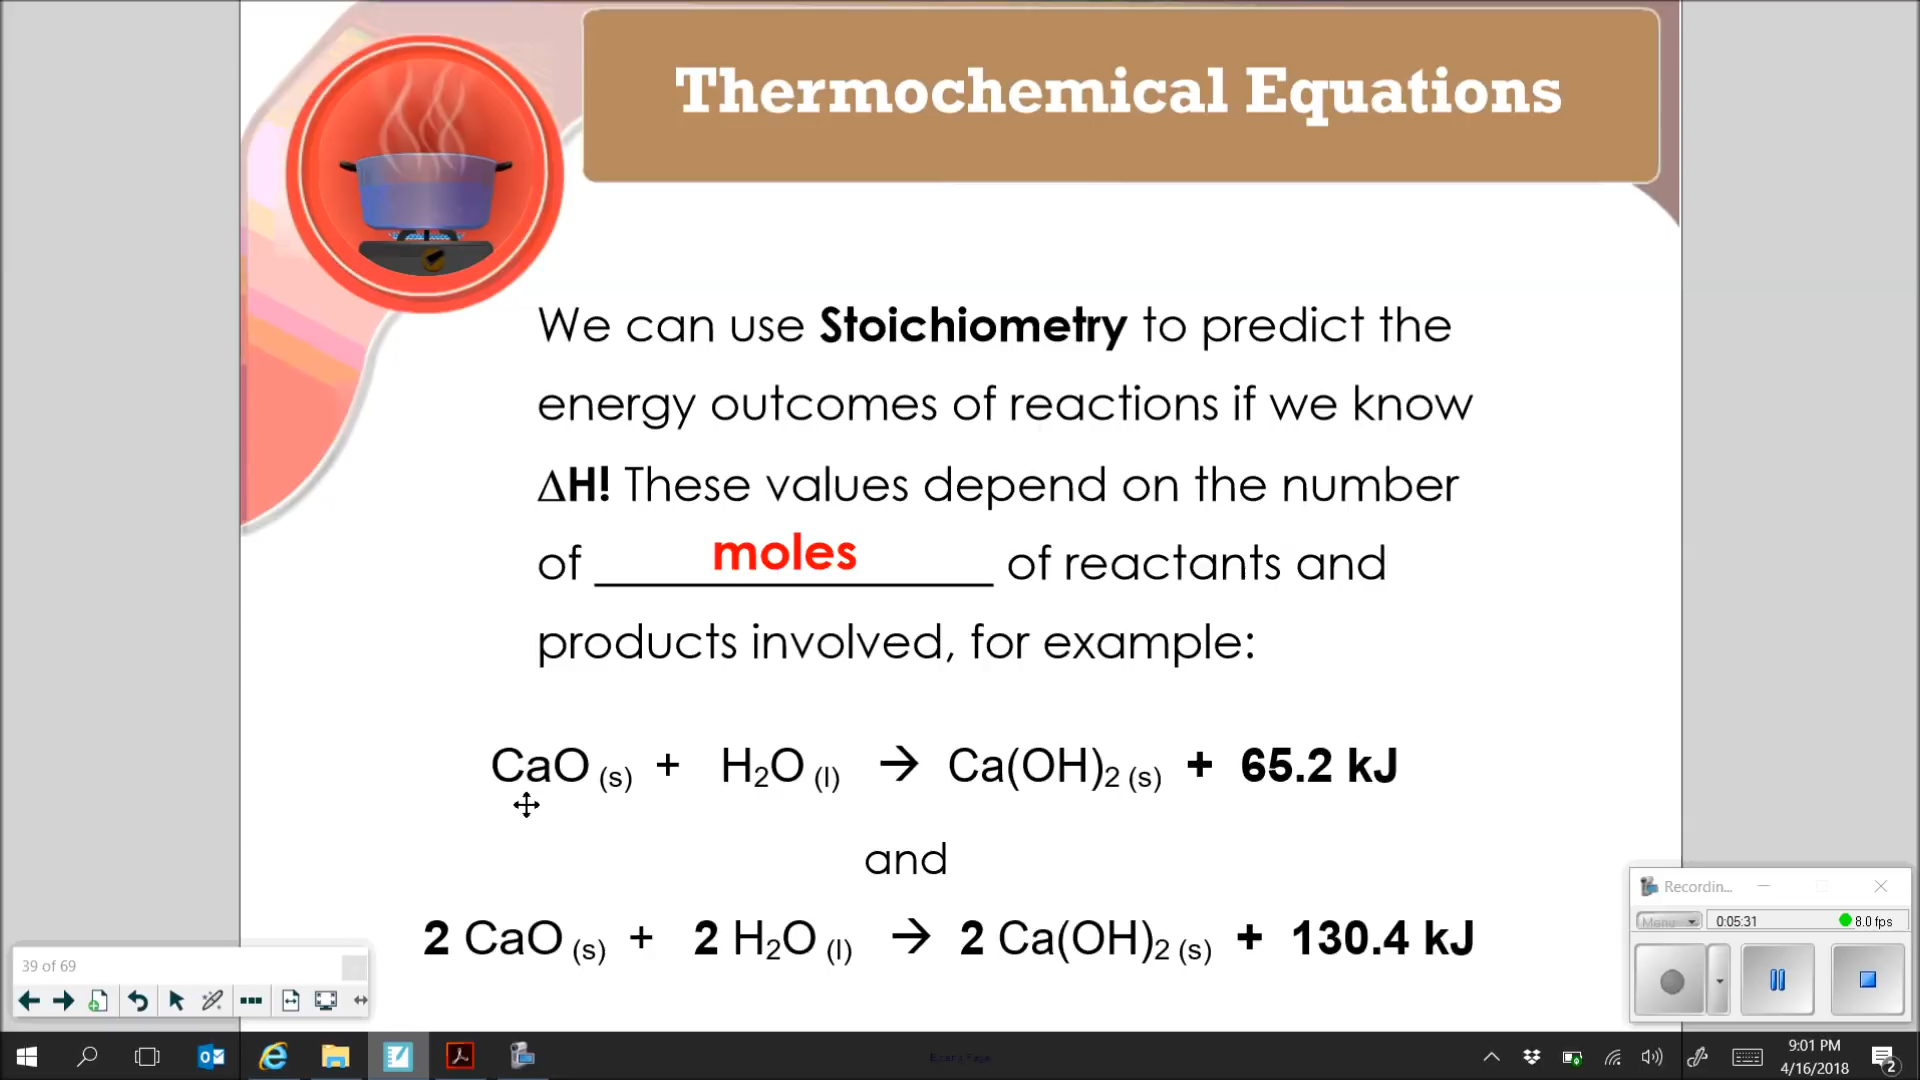 Thermochemical Equations
We can use Stoichiometry to predict the
energy outcomes of reactions if we know
∆H! These values depend on the number
of ______________ of reactants and
moles
products involved, for example:
CaO (s) + H₂O (l) → Ca(OH)₂ (s) + 65.2 kJ
and
2 CaO (s) + 2 H₂O (l) → 2 Ca(OH)₂ (s) + 130.4 kJ
39 of 69
Recordin...
Menu
0:05:31
8.0 fps
9:01 PM
4/16/2018
2